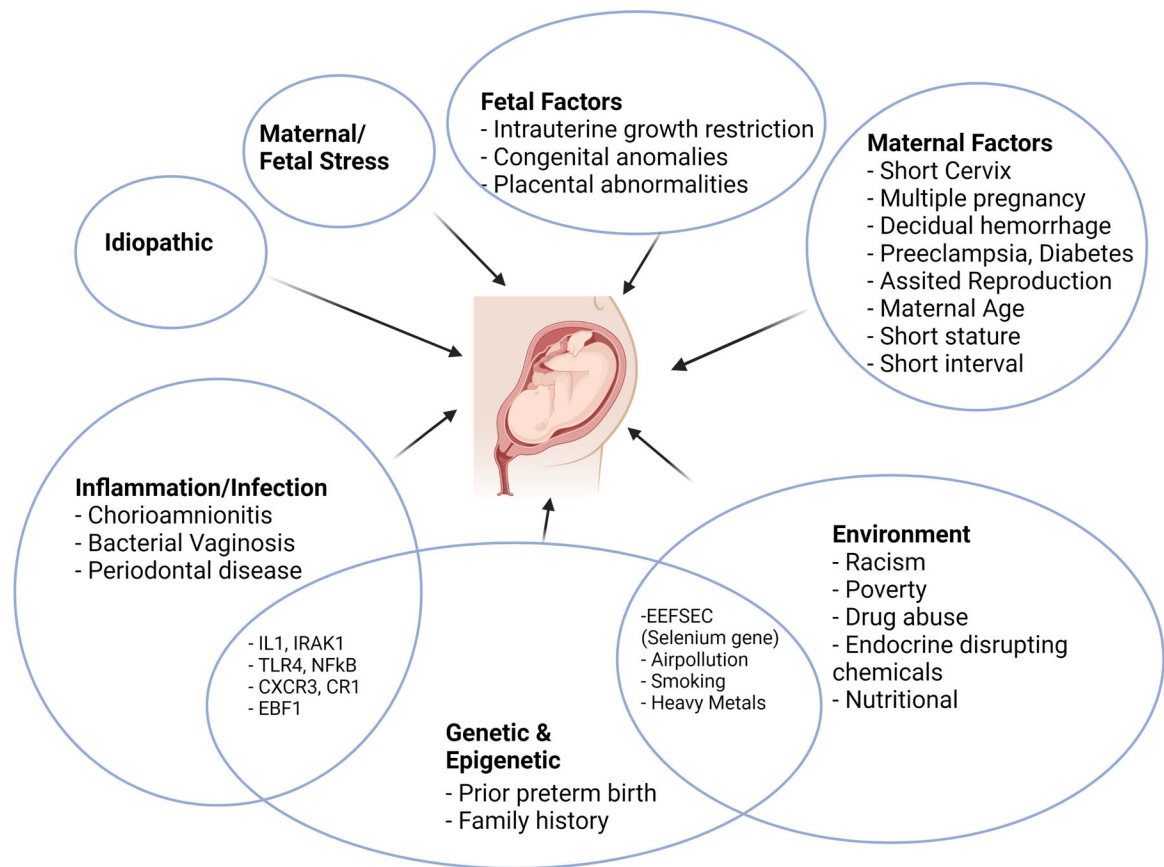 Fetal Factors
- Intrauterine growth restriction
- Congenital anomalies
- Placental abnormalities
Maternal/
Fetal Stress
Maternal Factors
- Short Cervix
- Multiple pregnancy
- Decidual hemorrhage
- Preeclampsia, Diabetes
- Assited Reproduction
- Maternal Age
- Short stature
- Short interval
Idiopathic
Inflammation/Infection
- Chorioamnionitis
- Bacterial Vaginosis
- Periodontal disease
- IL1, IRAK1
- TLR4, NFkB
- CXCR3, CR1
- EBF1
Genetic &
Epigenetic
- Prior preterm birth
- Family history
-EEFSEC
(Selenium gene)
- Airpollution
- Smoking
- Heavy Metals
Environment
- Racism
- Poverty
- Drug abuse
- Endocrine disrupting
chemicals
- Nutritional